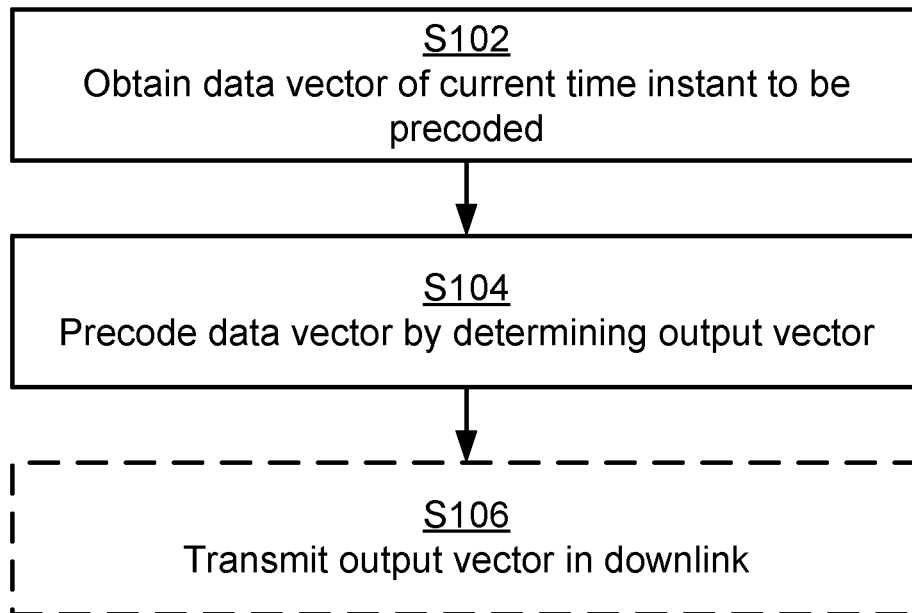 S102
Obtain data vector of current time instant to be
precoded
S104
Precode data vector by determining output vector
S106
Transmit output vector in downlink